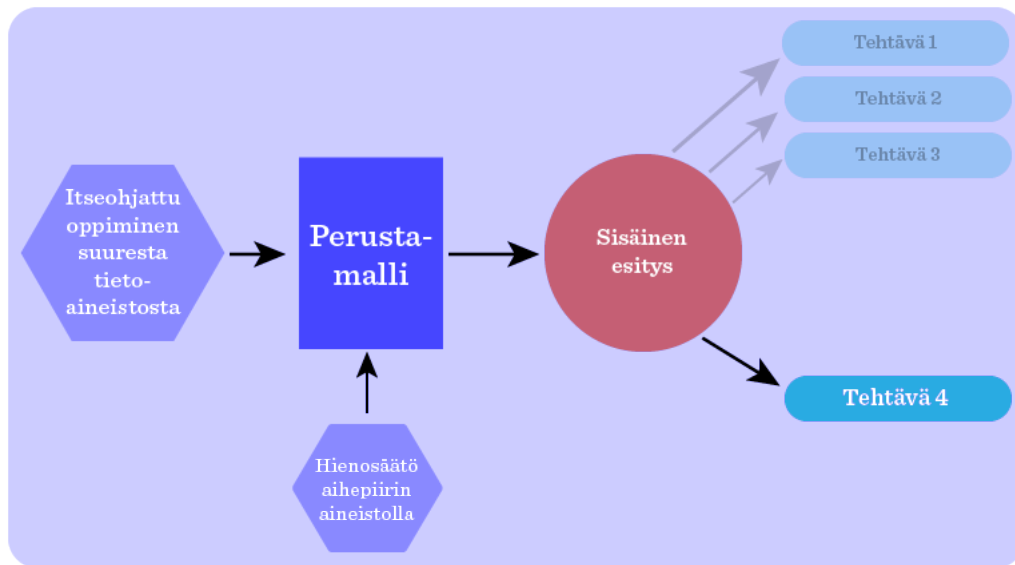 Tehtävä 1
Tehtävä 2
Tehtävä 3
Itseohjattu
oppiminen
suuresta
tieto-
aineistosta
Perusta-
malli
Sisäinen
esitys
Tehtävä 4
Hienosäätö
aihepiirin
aineistolla